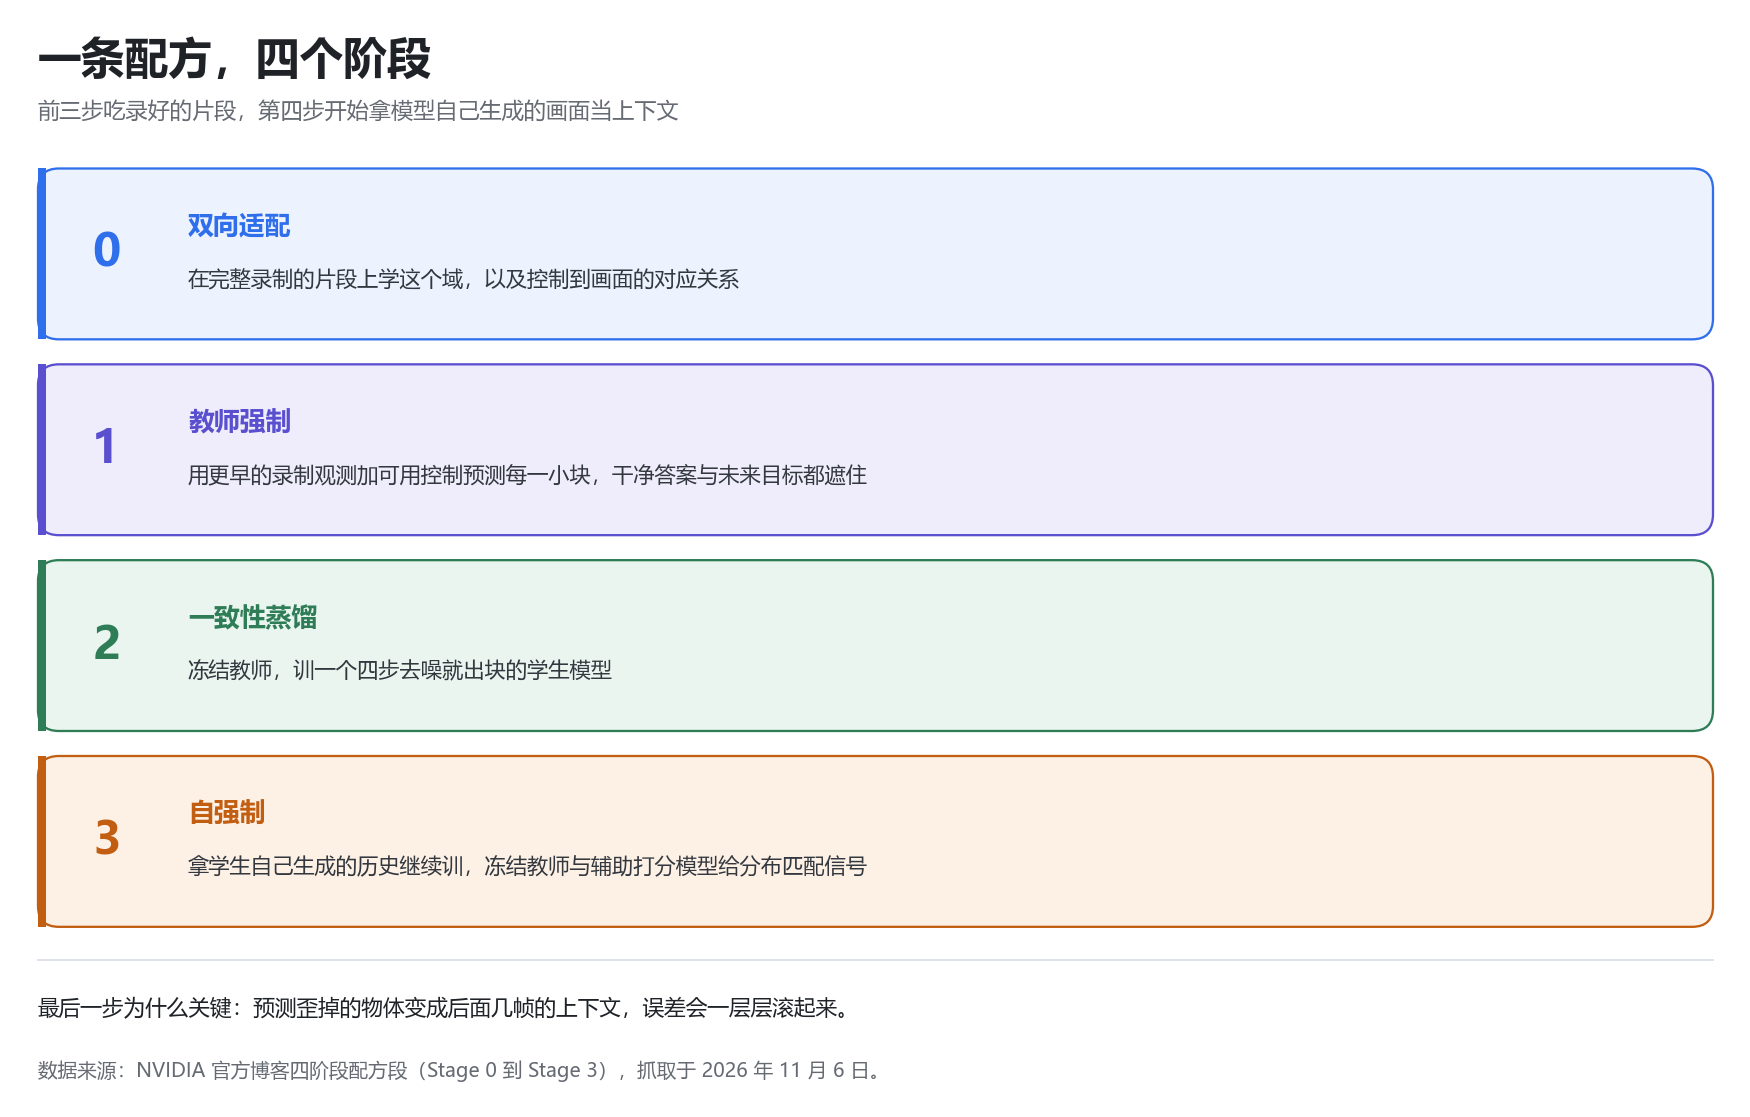 一条配方，四个阶段
前三步吃录好的片段，第四步开始拿模型自己生成的画面当上下文
0
双向适配
在完整录制的片段上学这个域，以及控制到画面的对应关系
1
教师强制
用更早的录制观测加可用控制预测每一小块，干净答案与未来目标都遮住
2
一致性蒸馏
冻结教师，训一个四步去噪就出块的学生模型
3
自强制
拿学生自己生成的历史继续训，冻结教师与辅助打分模型给分布匹配信号
最后一步为什么关键：预测歪掉的物体变成后面几帧的上下文，误差会一层层滚起来。
数据来源：NVIDIA 官方博客四阶段配方段（Stage 0 到 Stage 3），抓取于 2026 年 11 月 6 日。